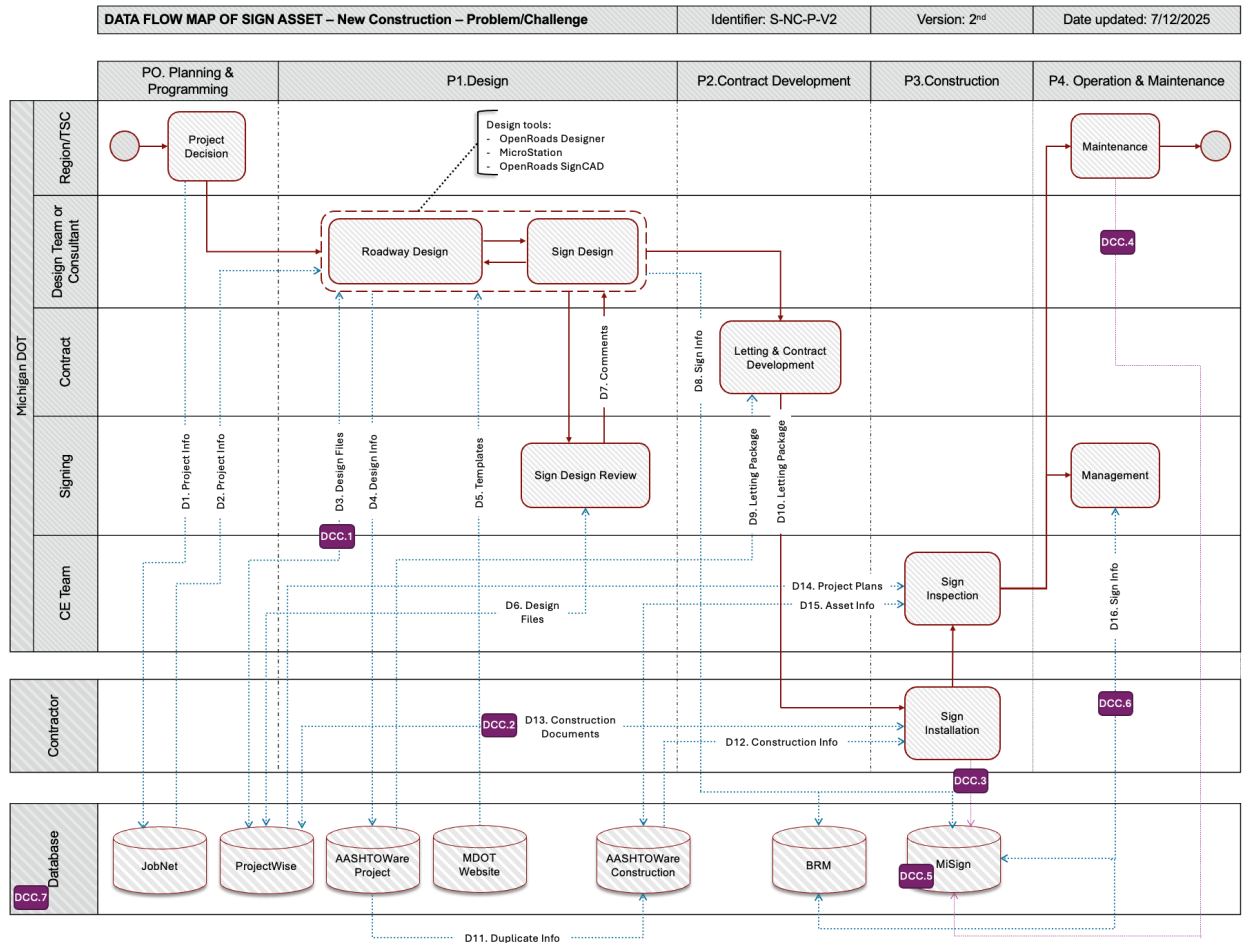 DATA FLOW MAP OF SIGN ASSET – New Construction – Problem/Challenge
Identifier: S-NC-P-V2
Version: 2nd
Date updated: 7/12/2025
PO. Planning &
Programming
P1.Design
P2.Contract Development
P3.Construction
P4. Operation & Maintenance
Michigan DOT
Region/TSC
Project
Decision
Design tools:
- OpenRoads Designer
- MicroStation
- OpenRoads SignCAD
Maintenance
Design Team or
Consultant
Roadway Design
Sign Design
DCC.4
Contract
D7. Comments
D8. Sign Info
Letting & Contract
Development
Signing
D1. Project Info
D2. Project Info
D3. Design Files
D4. Design Info
D5. Templates
Sign Design Review
D9. Letting Package
D10. Letting Package
Management
DCC.1
CE Team
D6. Design
Files
D14. Project Plans
D15. Asset Info
Sign
Inspection
D16. Sign Info
Contractor
DCC.2
D13. Construction
Documents
D12. Construction Info
Sign
Installation
DCC.6
DCC.3
Database
DCC.7
JobNet
ProjectWise
AASHTOWare
Project
MDOT
Website
AASHTOWare
Construction
BRM
MiSign
DCC.5
D11. Duplicate Info